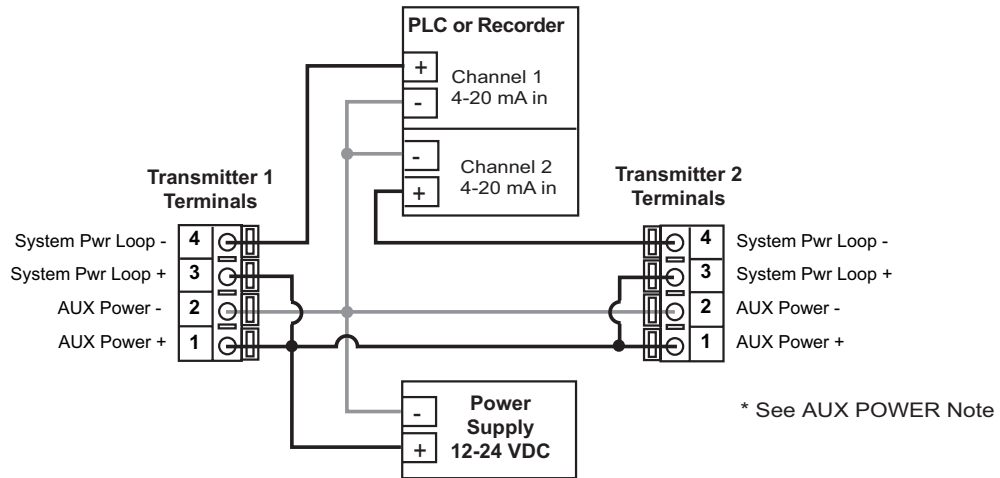 PLC or Recorder
+
Channel 1
4-20 mA in
-
-
Channel 2
4-20 mA in
+
Transmitter 1
Terminals
System Pwr Loop - 4
System Pwr Loop + 3
AUX Power - 2
AUX Power + 1
Transmitter 2
Terminals
4 System Pwr Loop -
3 System Pwr Loop +
2 AUX Power -
1 AUX Power +
-
+
Power
Supply
12-24 VDC
* See AUX POWER Note